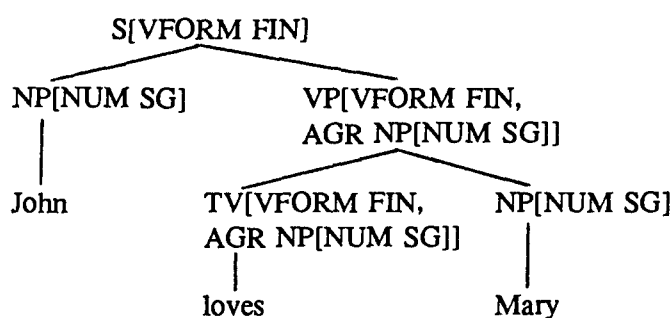 S[VFORM FIN]
NP[NUM SG] VP[VFORM FIN,
AGR NP[NUM SG]]
John TV[VFORM FIN, NP[NUM SG]
AGR NP[NUM SG]]
loves Mary